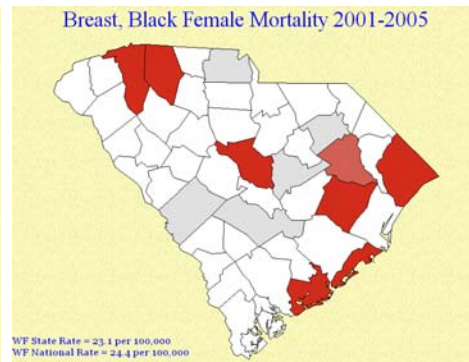 Breast, Black Female Mortality 2001-2005
WF State Rate = 23.1 per 100,000
WF National Rate = 24.4 per 100,000